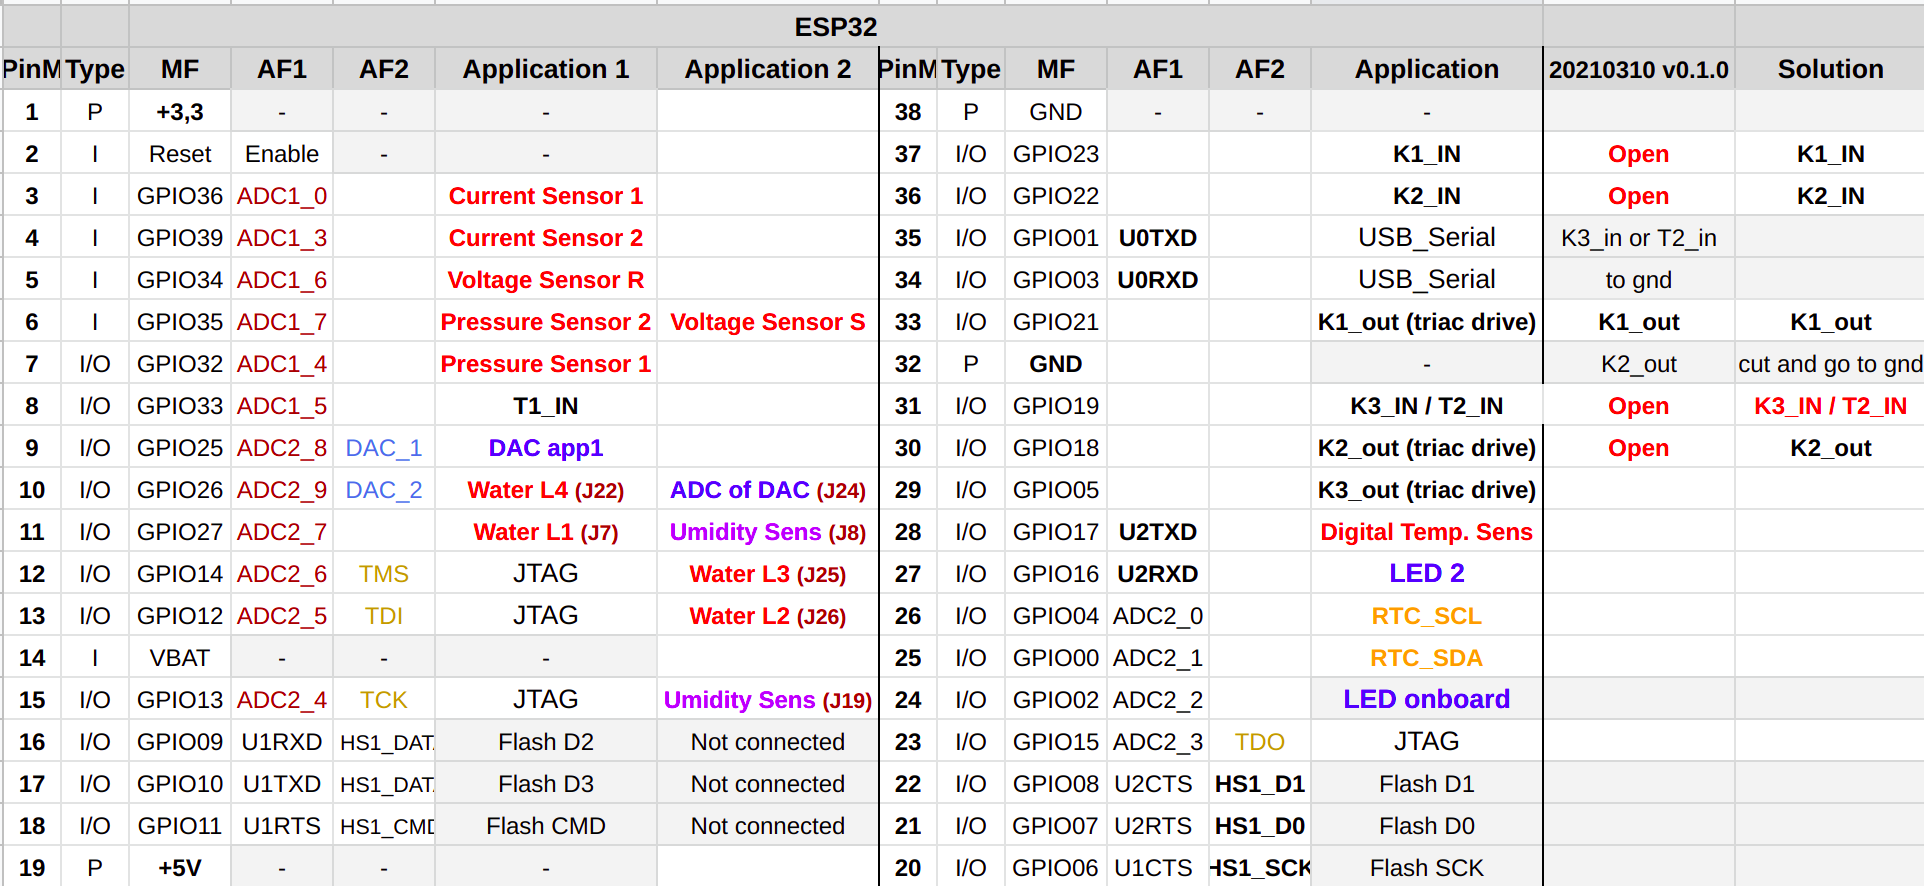 ESP32
PinM Type MF AF1 AF2 Application 1 Application 2 PinM Type MF AF1 AF2 Application 20210310 v0.1.0 Solution
1 P +3,3 - - - 38 P GND - - -
2 I Reset Enable - - 37 I/O GPIO23 K1_IN Open K1_IN
3 I GPIO36 ADC1_0 Current Sensor 1 36 I/O GPIO22 K2_IN Open K2_IN
4 I GPIO39 ADC1_3 Current Sensor 2 35 I/O GPIO01 U0TXD USB_Serial K3_in or T2_in
5 I GPIO34 ADC1_6 Voltage Sensor R 34 I/O GPIO03 U0RXD USB_Serial to gnd
6 I GPIO35 ADC1_7 Pressure Sensor 2 Voltage Sensor S 33 I/O GPIO21 K1_out (triac drive) K1_out K1_out
7 I/O GPIO32 ADC1_4 Pressure Sensor 1 32 P GND - K2_out cut and go to gnd
8 I/O GPIO33 ADC1_5 T1_IN 31 I/O GPIO19 K3_IN / T2_IN Open K3_IN / T2_IN
9 I/O GPIO25 ADC2_8 DAC_1 DAC app1 30 I/O GPIO18 K2_out (triac drive) Open K2_out
10 I/O GPIO26 ADC2_9 DAC_2 Water L4 (J22) ADC of DAC (J24) 29 I/O GPIO05 K3_out (triac drive)
11 I/O GPIO27 ADC2_7 Water L1 (J7) Umidity Sens (J8) 28 I/O GPIO17 U2TXD Digital Temp. Sens
12 I/O GPIO14 ADC2_6 TMS JTAG Water L3 (J25) 27 I/O GPIO16 U2RXD LED 2
13 I/O GPIO12 ADC2_5 TDI JTAG Water L2 (J26) 26 I/O GPIO04 ADC2_0 RTC_SCL
14 I VBAT - - - 25 I/O GPIO00 ADC2_1 RTC_SDA
15 I/O GPIO13 ADC2_4 TCK JTAG Umidity Sens (J19) 24 I/O GPIO02 ADC2_2 LED onboard
16 I/O GPIO09 U1RXD HS1_DAT Flash D2 Not connected 23 I/O GPIO15 ADC2_3 TDO JTAG
17 I/O GPIO10 U1TXD HS1_DAT Flash D3 Not connected 22 I/O GPIO08 U2CTS HS1_D1 Flash D1
18 I/O GPIO11 U1RTS HS1_CMD Flash CMD Not connected 21 I/O GPIO07 U2RTS HS1_D0 Flash D0
19 P +5V - - - 20 I/O GPIO06 U1CTS HS1_SCK Flash SCK